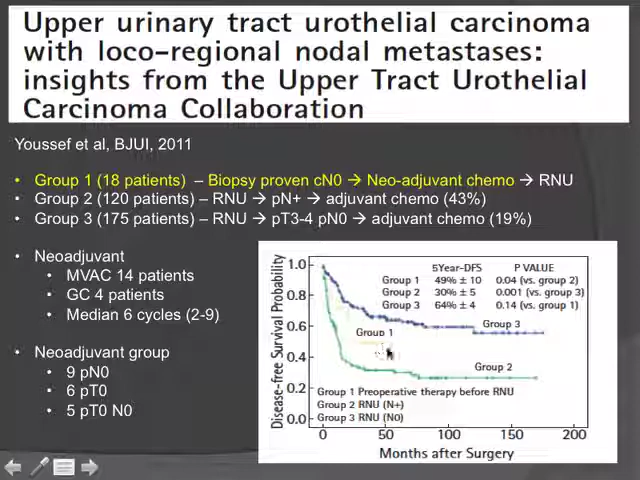 Upper urinary tract urothelial carcinoma
with loco-regional nodal metastases:
insights from the Upper Tract Urothelial
Carcinoma Collaboration
Youssef et al, BJUI, 2011
• Group 1 (18 patients) – Biopsy proven cN0 → Neo-adjuvant chemo → RNU
• Group 2 (120 patients) – RNU → pN+ → adjuvant chemo (43%)
• Group 3 (175 patients) – RNU → pT3-4 pN0 → adjuvant chemo (19%)
• Neoadjuvant
• MVAC 14 patients
• GC 4 patients
• Median 6 cycles (2-9)
• Neoadjuvant group
• 9 pN0
• 6 pT0
• 5 pT0 N0
Disease-free Survival Probability
1.0
0.8
0.6
0.4
0.2
0.0
5Year-DFS P VALUE
Group 1 49% ± 10 0.04 (vs. group 2)
Group 2 30% ± 5 0.001 (vs. group 3)
Group 3 64% ± 4 0.14 (vs. group 1)
Group 3
Group 1
Group 2
Group 1 Preoperative therapy before RNU
Group 2 RNU (N+)
Group 3 RNU (N0)
0 50 100 150 200
Months after Surgery